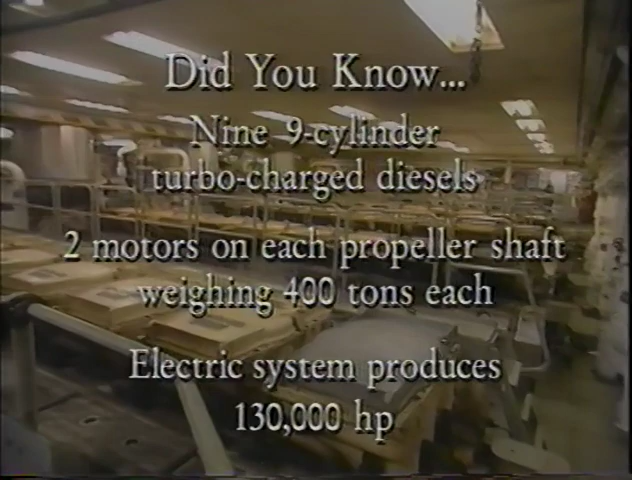 Did You Know...
Nine 9-cylinder
turbo-charged diesels
2 motors on each propeller shaft
weighing 400 tons each
Electric system produces
130,000 hp